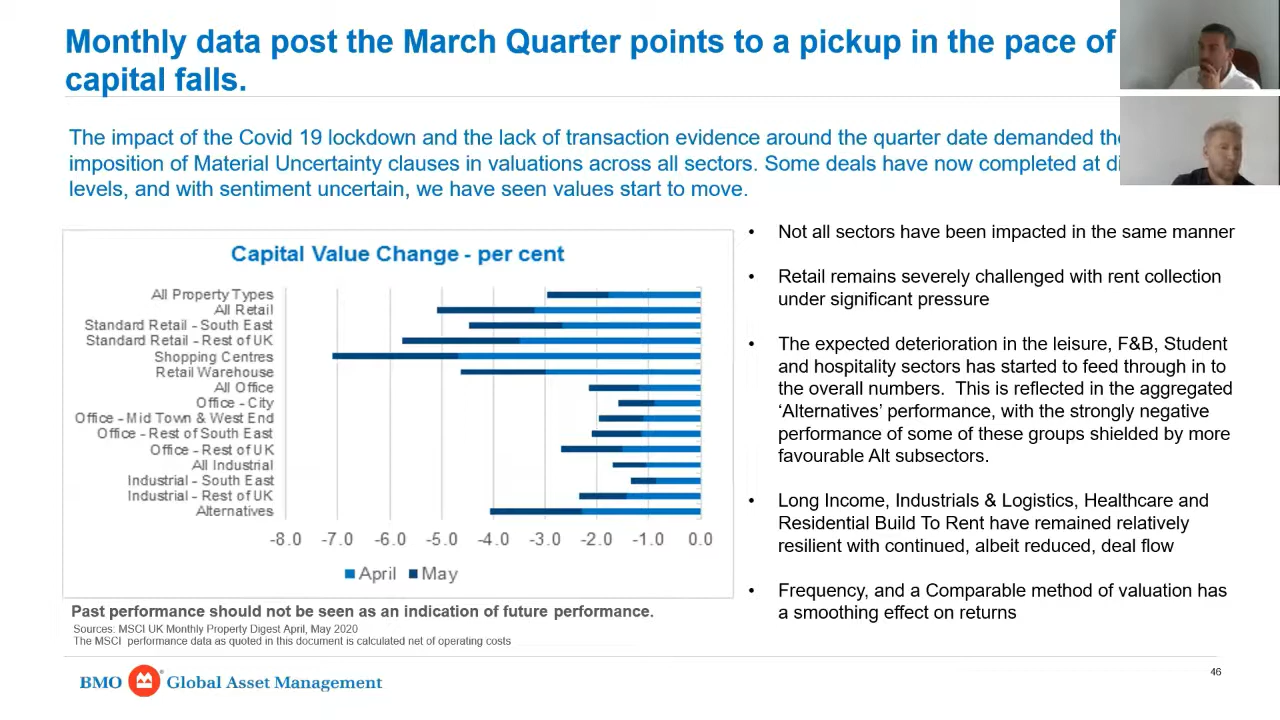 Monthly data post the March Quarter points to a pickup in the pace of
capital falls.
The impact of the Covid 19 lockdown and the lack of transaction evidence around the quarter date demanded
imposition of Material Uncertainty clauses in valuations across all sectors. Some deals have now completed at
levels, and with sentiment uncertain, we have seen values start to move.
Capital Value Change - per cent
All Property Types
All Retail
Standard Retail - South East
Standard Retail - Rest of UK
Shopping Centres
Retail Warehouse
All Office
Office - City
Office - Mid Town & West End
Office - Rest of South East
Office - Rest of UK
All Industrial
Industrial - South East
Industrial - Rest of UK
Alternatives
-8.0 -7.0 -6.0 -5.0 -4.0 -3.0 -2.0 -1.0 0.0
April May
Past performance should not be seen as an indication of future performance.
Sources: MSCI UK Monthly Property Digest April, May 2020
The MSCI performance data as quoted in this document is calculated net of operating costs
• Not all sectors have been impacted in the same manner
• Retail remains severely challenged with rent collection
under significant pressure
• The expected deterioration in the leisure, F&B, Student
and hospitality sectors has started to feed through in to
the overall numbers. This is reflected in the aggregated
‘Alternatives’ performance, with the strongly negative
performance of some of these groups shielded by more
favourable Alt subsectors.
• Long Income, Industrials & Logistics, Healthcare and
Residential Build To Rent have remained relatively
resilient with continued, albeit reduced, deal flow
• Frequency, and a Comparable method of valuation has
a smoothing effect on returns
BMO Global Asset Management
46